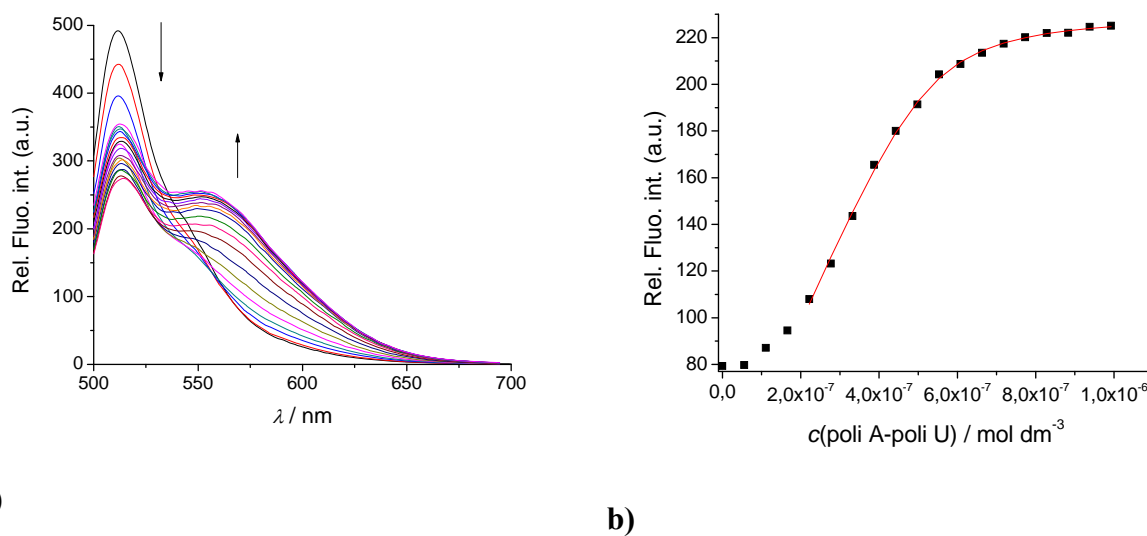 500
400
300
200
100
0
500 550 600 650 700
Rel. Fluo. int. (a.u.)
λ / nm
)
220
200
180
160
140
120
100
80
0,0 2,0x10⁻⁷ 4,0x10⁻⁷ 6,0x10⁻⁷ 8,0x10⁻⁷ 1,0x10⁻⁶
Rel. Fluo. int. (a.u.)
c(poli A-poli U) / mol dm⁻³
b)